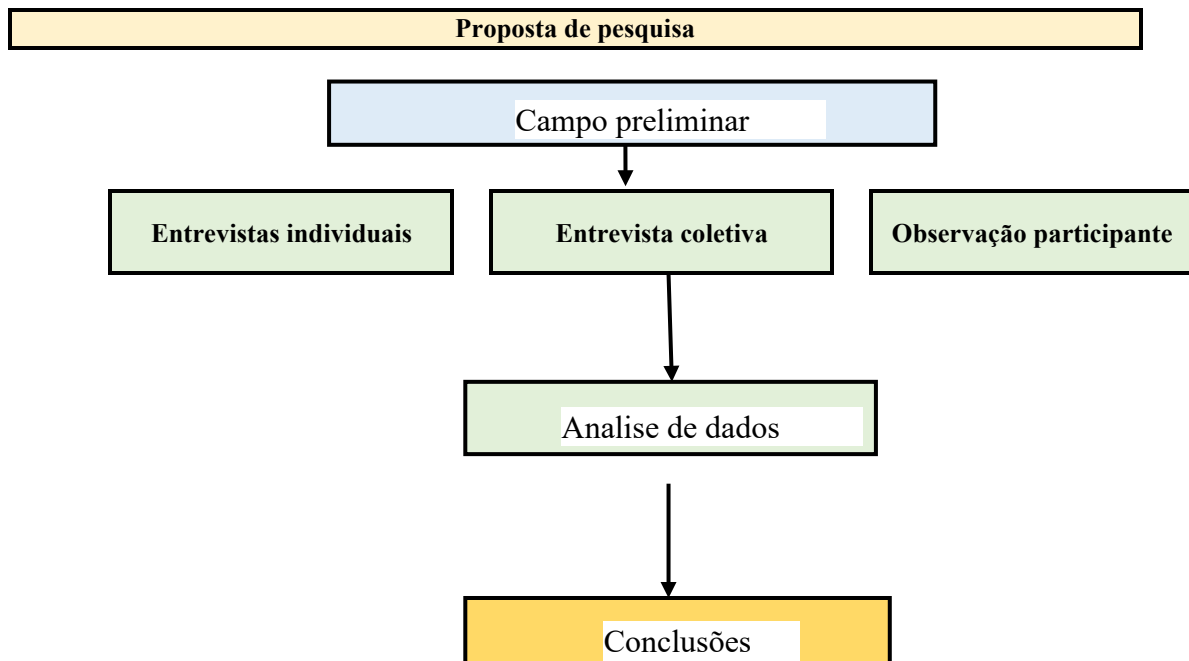 Proposta de pesquisa
Campo preliminar
Entrevistas individuais
Entrevista coletiva
Observação participante
Analise de dados
Conclusões